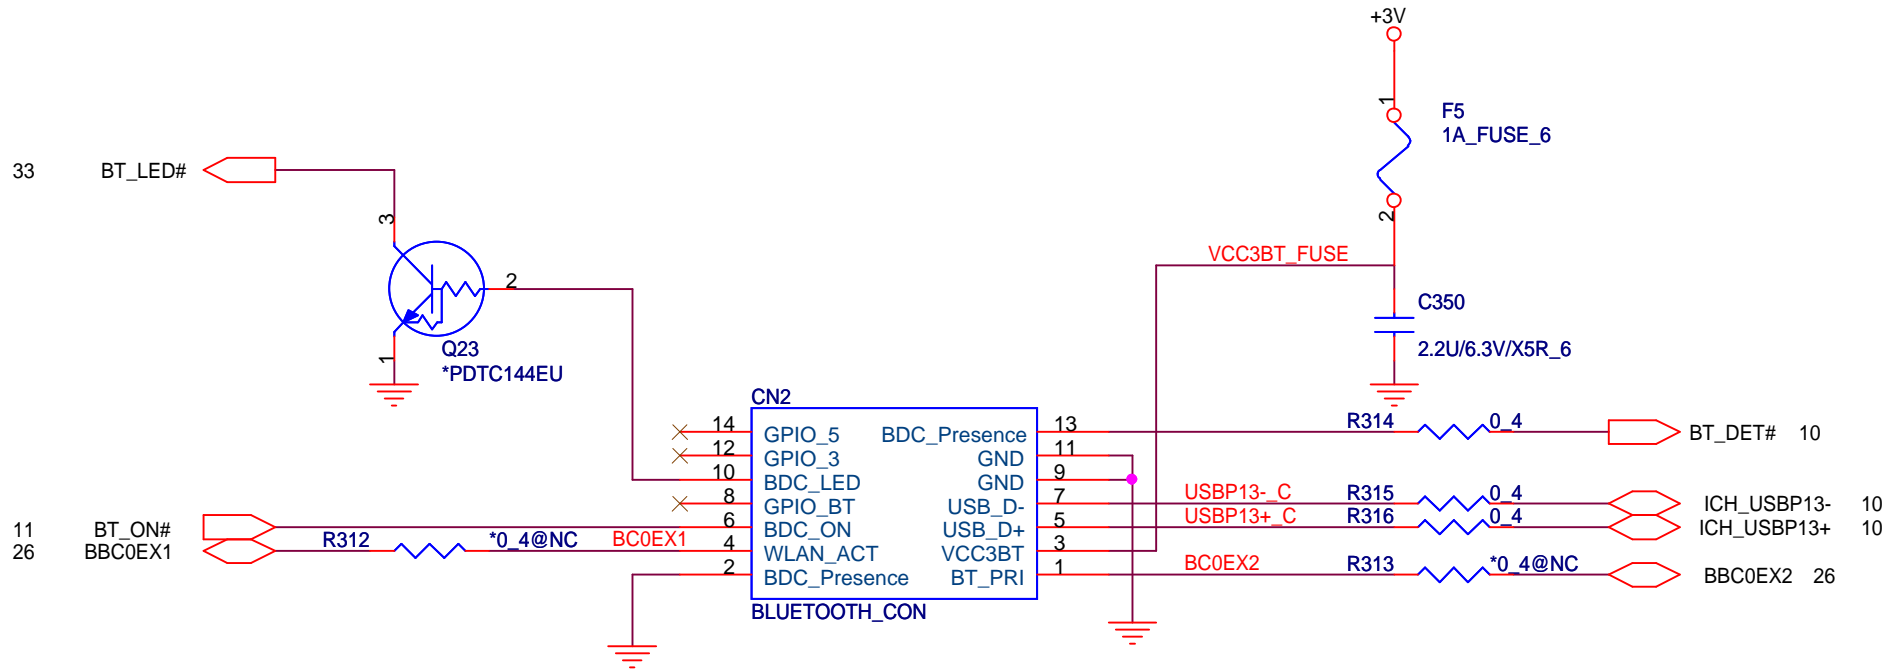 +3V
1
F5
1A_FUSE_6
2
33 BT_LED#
3
2
VCC3BT_FUSE
C350
2.2U/6.3V/X5R_6
1
Q23
*PDTC144EU
CN2
14 GPIO_5 BDC_Presence 13 R314 0_4 BT_DET# 10
12 GPIO_3 GND 11
10 BDC_LED GND 9
8 GPIO_BT USB_D- 7 USBP13-_C R315 0_4 ICH_USBP13- 10
11 BT_ON# 6 BDC_ON USB_D+ 5 USBP13+_C R316 0_4 ICH_USBP13+ 10
26 BBC0EX1 R312 *0_4@NC BC0EX1 4 WLAN_ACT VCC3BT 3
2 BDC_Presence BT_PRI 1 BC0EX2 R313 *0_4@NC BBC0EX2 26
BLUETOOTH_CON